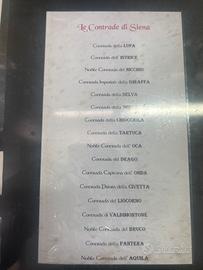 Le Contrade di Siena
Contrada della LUPA
Contrada dell' ISTRICE
Nobile Contrada del NICCHIO
Contrada Imperiale della GIRAFFA
Contrada della SELVA
Contrada della
Contrada della CHIOCCIOLA
Contrada della TARTUCA
Nobile Contrada dell' OCA
Contrada del DRAGO
Contrada Capitana dell' ONDA
Contrada Priora della CIVETTA
Contrada del LIOCORNO
Contrada di VALDIMONTONE
Nobile Contrada del BRUCO
Contrada della PANTERA
Nobile Contrada dell' AQUILA